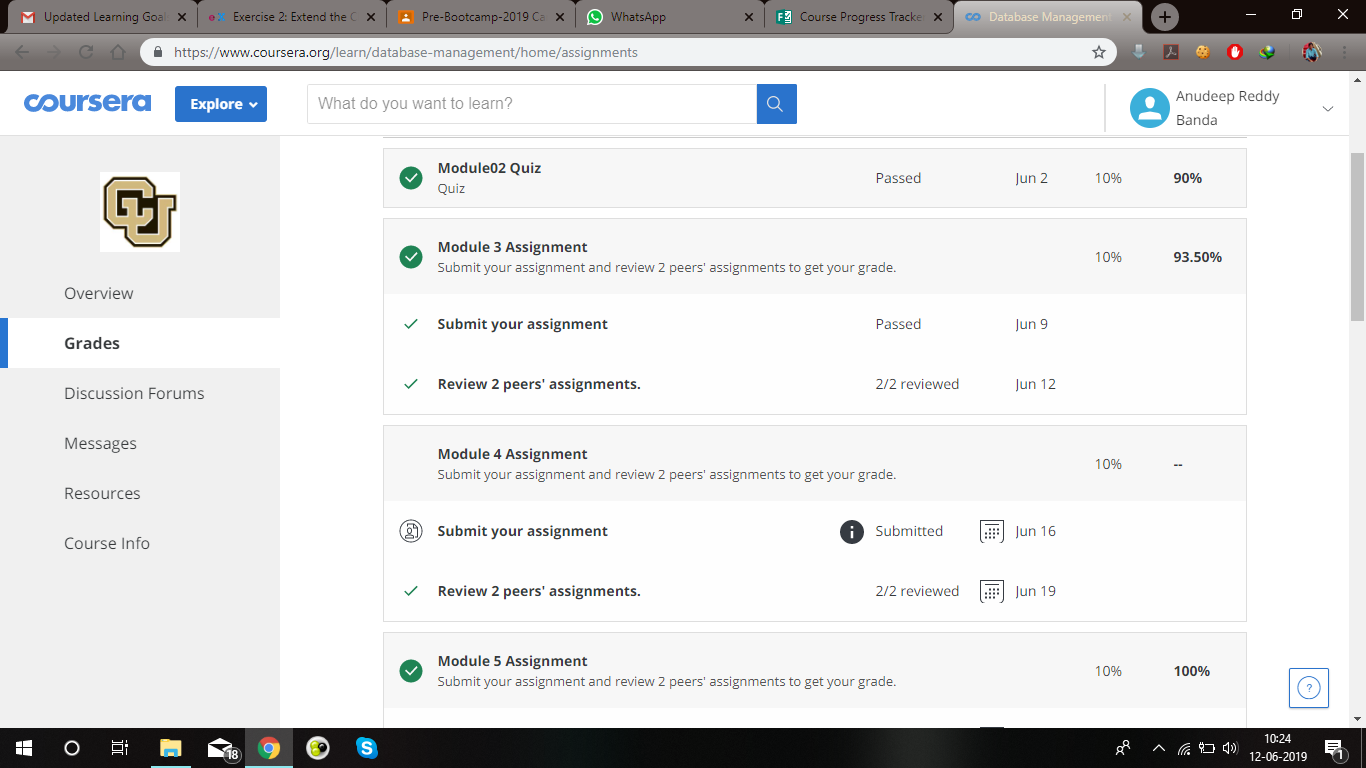 Updated Learning Goal
Exercise 2: Extend the C
Pre-Bootcamp-2019 Ca
WhatsApp
Course Progress Tracke
Database Management
https://www.coursera.org/learn/database-management/home/assignments
coursera
Explore
What do you want to learn?
Anudeep Reddy
Banda
Module02 Quiz
Quiz
Passed
Jun 2
10%
90%
Module 3 Assignment
Submit your assignment and review 2 peers' assignments to get your grade.
10%
93.50%
Submit your assignment
Passed
Jun 9
Review 2 peers' assignments.
2/2 reviewed
Jun 12
Overview
Grades
Discussion Forums
Messages
Resources
Course Info
Module 4 Assignment
Submit your assignment and review 2 peers' assignments to get your grade.
10%
--
Submit your assignment
Submitted
Jun 16
Review 2 peers' assignments.
2/2 reviewed
Jun 19
Module 5 Assignment
Submit your assignment and review 2 peers' assignments to get your grade.
10%
100%
?
18
10:24
12-06-2019
1